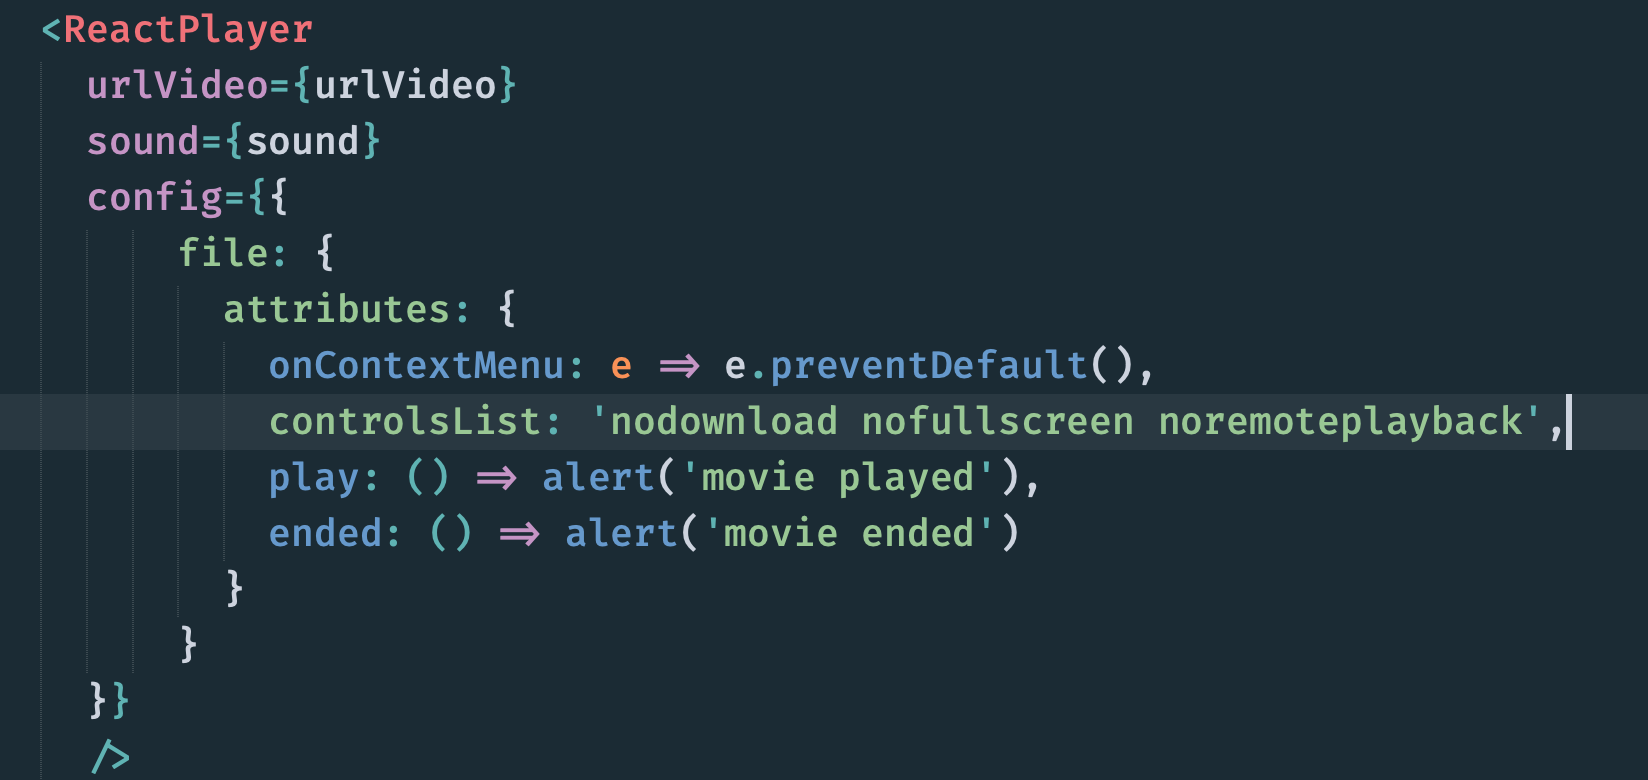 <ReactPlayer
urlVideo={urlVideo}
sound={sound}
config={{
file: {
attributes: {
onContextMenu: e => e.preventDefault(),
controlsList: 'nodownload nofullscreen noremoteplayback',
play: () => alert('movie played'),
ended: () => alert('movie ended')
}
}
}}
/>